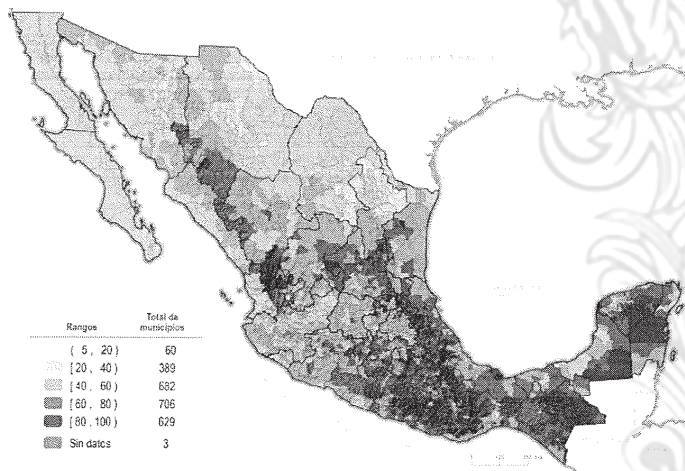 Rangos Total de municipios
( 5 , 20 ) 60
[ 20 , 40 ) 389
[ 40 , 60 ) 682
[ 60 , 80 ) 706
[ 80 , 100 ) 629
Sin datos 3